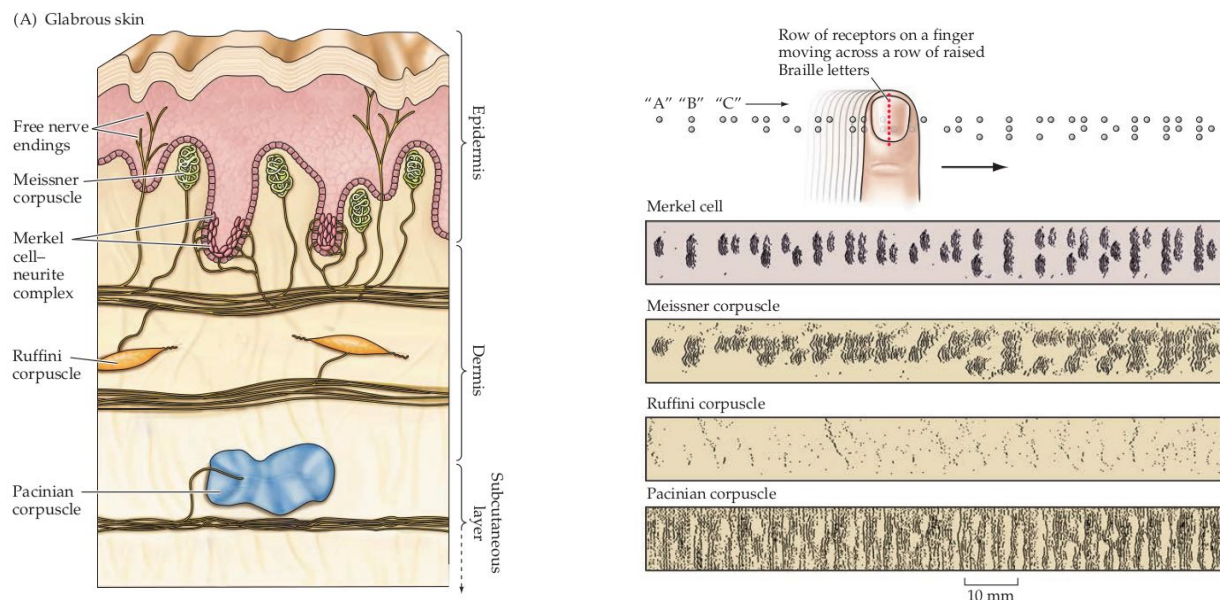 (A) Glabrous skin
Free nerve
endings
Meissner
corpuscle
Merkel
cell–
neurite
complex
Ruffini
corpuscle
Pacinian
corpuscle
Epidermis
Dermis
Subcutaneous
layer
Row of receptors on a finger
moving across a row of raised
Braille letters
“A” “B” “C”
Merkel cell
Meissner corpuscle
Ruffini corpuscle
Pacinian corpuscle
10 mm